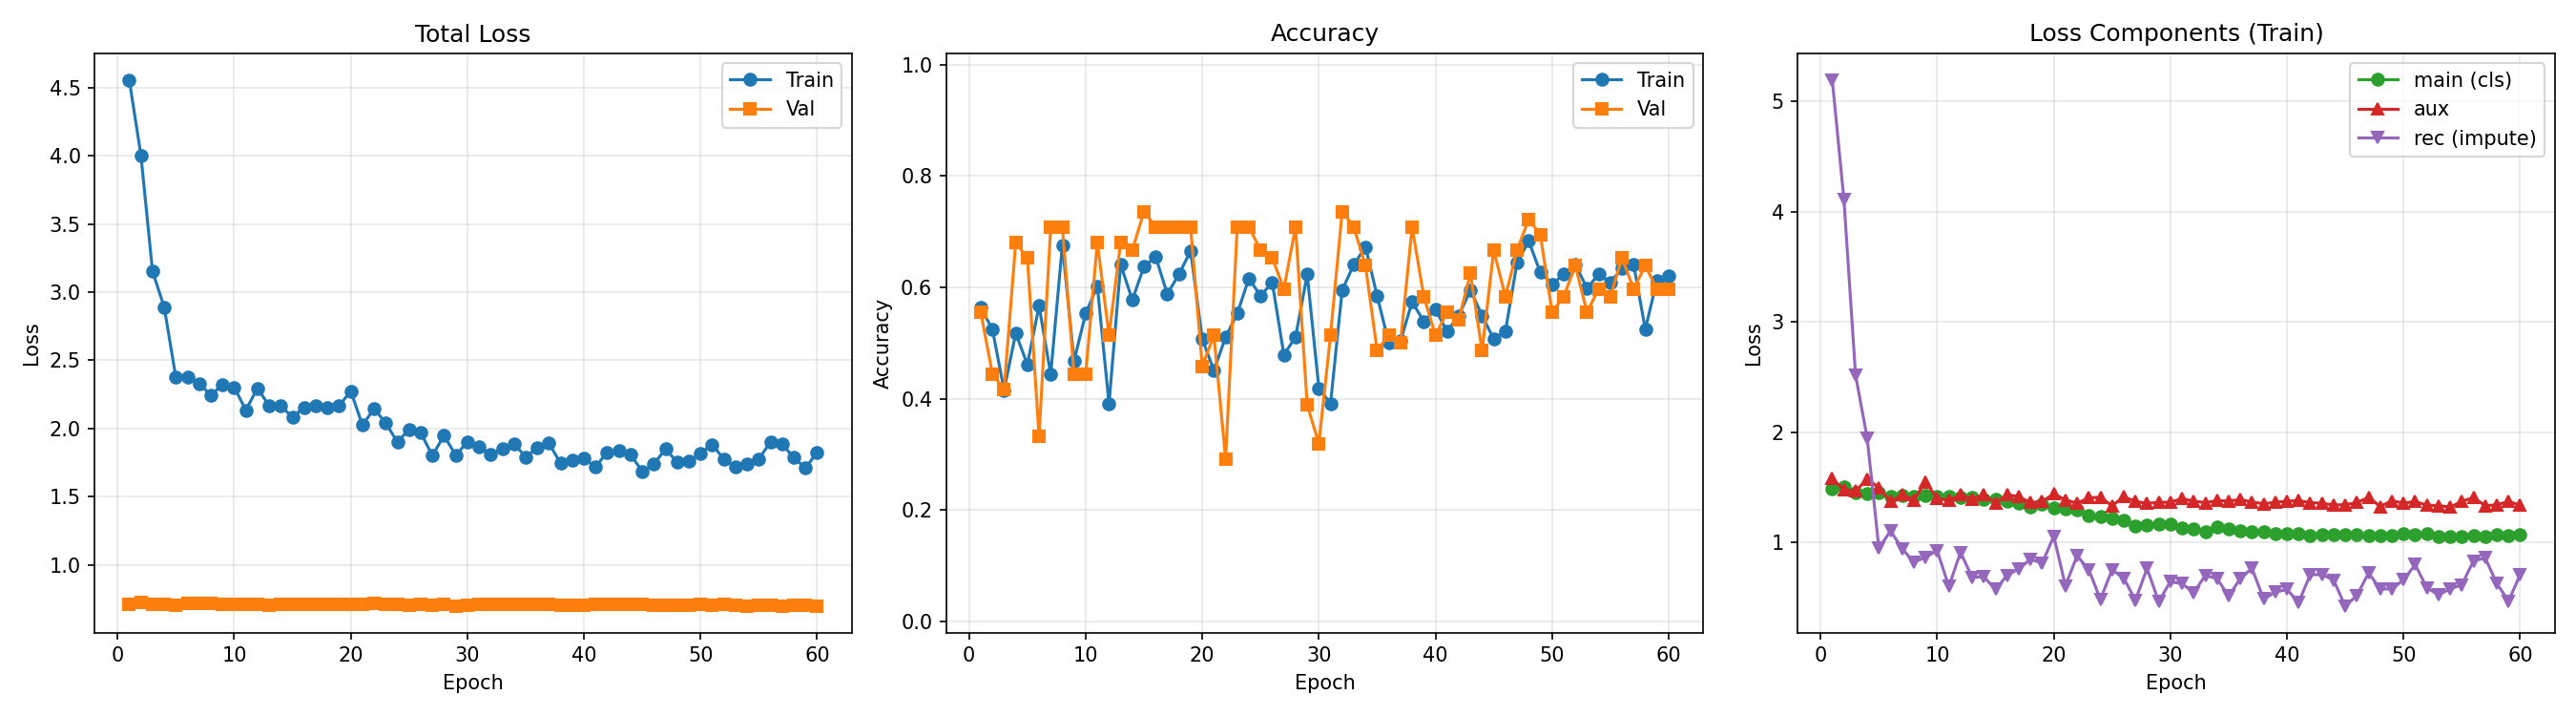 Total Loss
4.5
4.0
3.5
3.0
2.5
2.0
1.5
1.0
Loss
0 10 20 30 40 50 60
Epoch
Train
Val
Accuracy
1.0
0.8
0.6
0.4
0.2
0.0
Accuracy
0 10 20 30 40 50 60
Epoch
Train
Val
Loss Components (Train)
5
4
3
2
1
Loss
0 10 20 30 40 50 60
Epoch
main (cls)
aux
rec (impute)